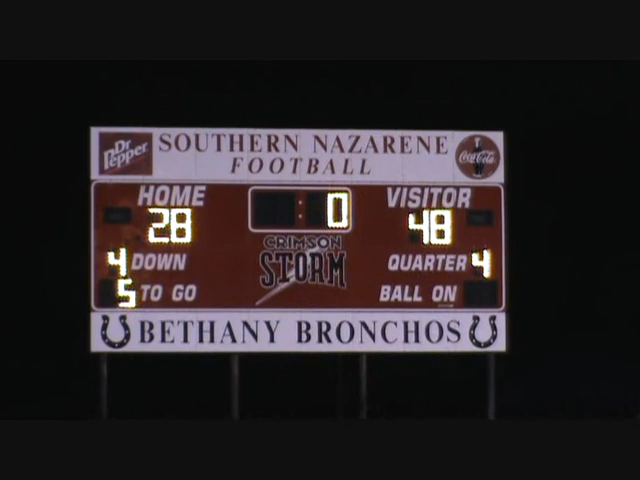 Dr Pepper
SOUTHERN NAZARENE
FOOTBALL
Coca-Cola
HOME
VISITOR
28
0
48
CRIMSON
STORM
4 DOWN
QUARTER 4
5 TO GO
BALL ON
BETHANY BRONCHOS